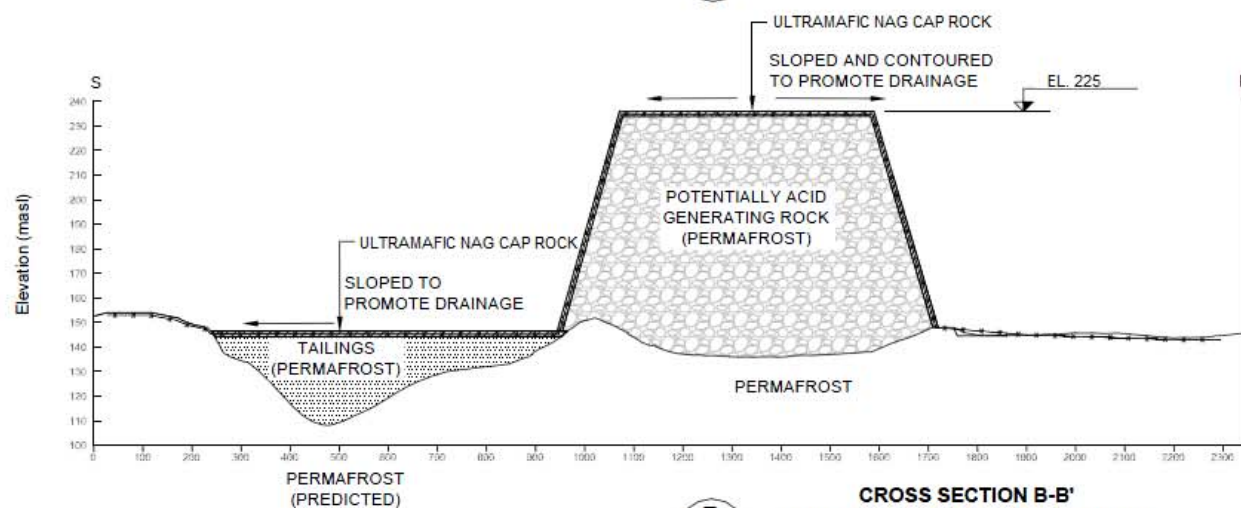 ULTRAMAFIC NAG CAP ROCK
SLOPED AND CONTOURED
TO PROMOTE DRAINAGE
EL. 225
S
Elevation (masl)
240
230
220
210
200
190
180
170
160
150
140
130
120
110
100
POTENTIALLY ACID
GENERATING ROCK
(PERMAFROST)
ULTRAMAFIC NAG CAP ROCK
SLOPED TO
PROMOTE DRAINAGE
TAILINGS
(PERMAFROST)
PERMAFROST
0 100 200 300 400 500 600 700 800 900 1000 1100 1200 1300 1400 1500 1600 1700 1800 1900 2000 2100 2200 2300
PERMAFROST
(PREDICTED)
CROSS SECTION B-B'